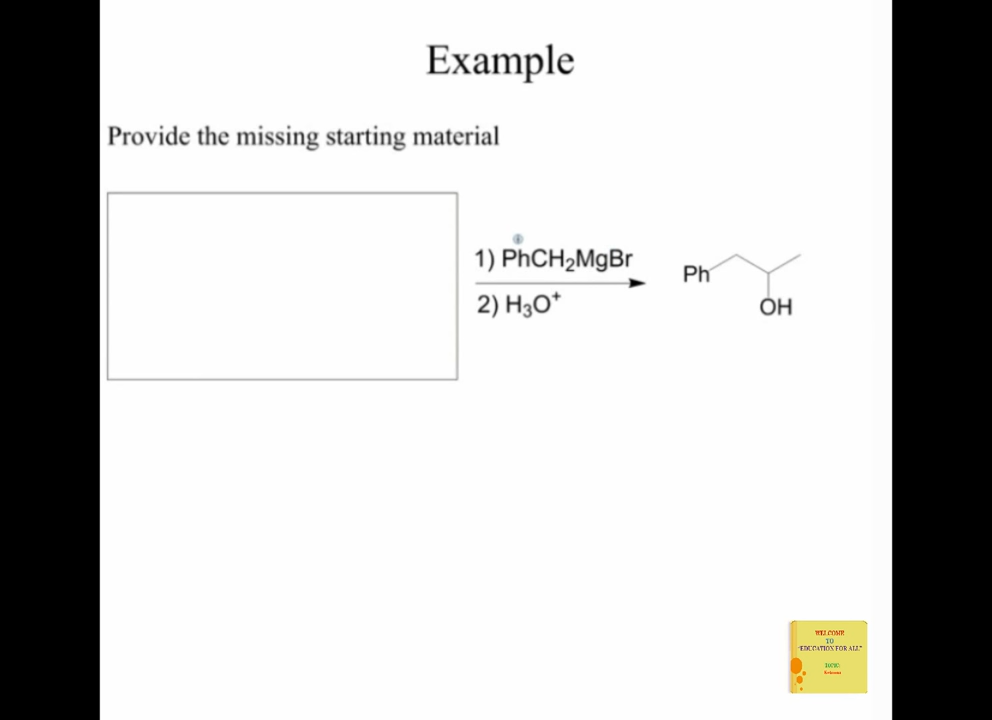 Example
Provide the missing starting material
1) PhCH₂MgBr
2) H₃O⁺
Ph
OH
WELCOME
TO
"EDUCATION FOR ALL"